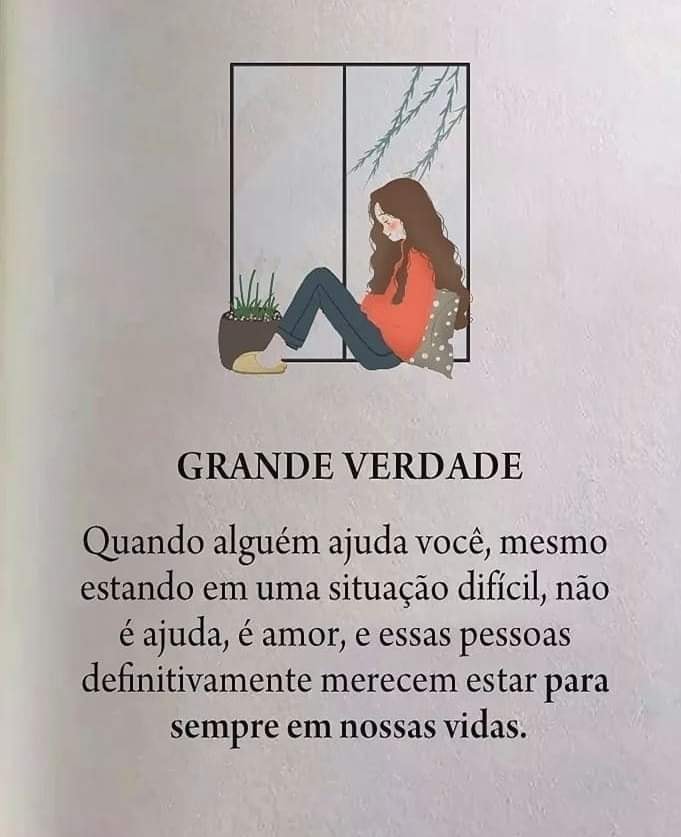 GRANDE VERDADE
Quando alguém ajuda você, mesmo
estando em uma situação difícil, não
é ajuda, é amor, e essas pessoas
definitivamente merecem estar para
sempre em nossas vidas.